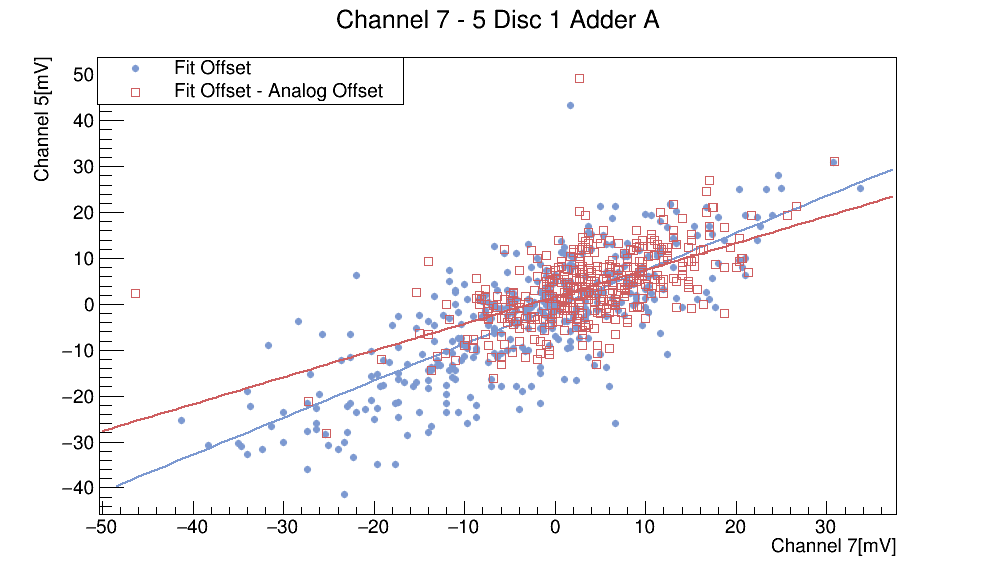 Channel 7 - 5 Disc 1 Adder A
Channel 5[mV]
Fit Offset
Fit Offset - Analog Offset
50
40
30
20
10
0
−10
−20
−30
−40
−50 −40 −30 −20 −10 0 10 20 30
Channel 7[mV]